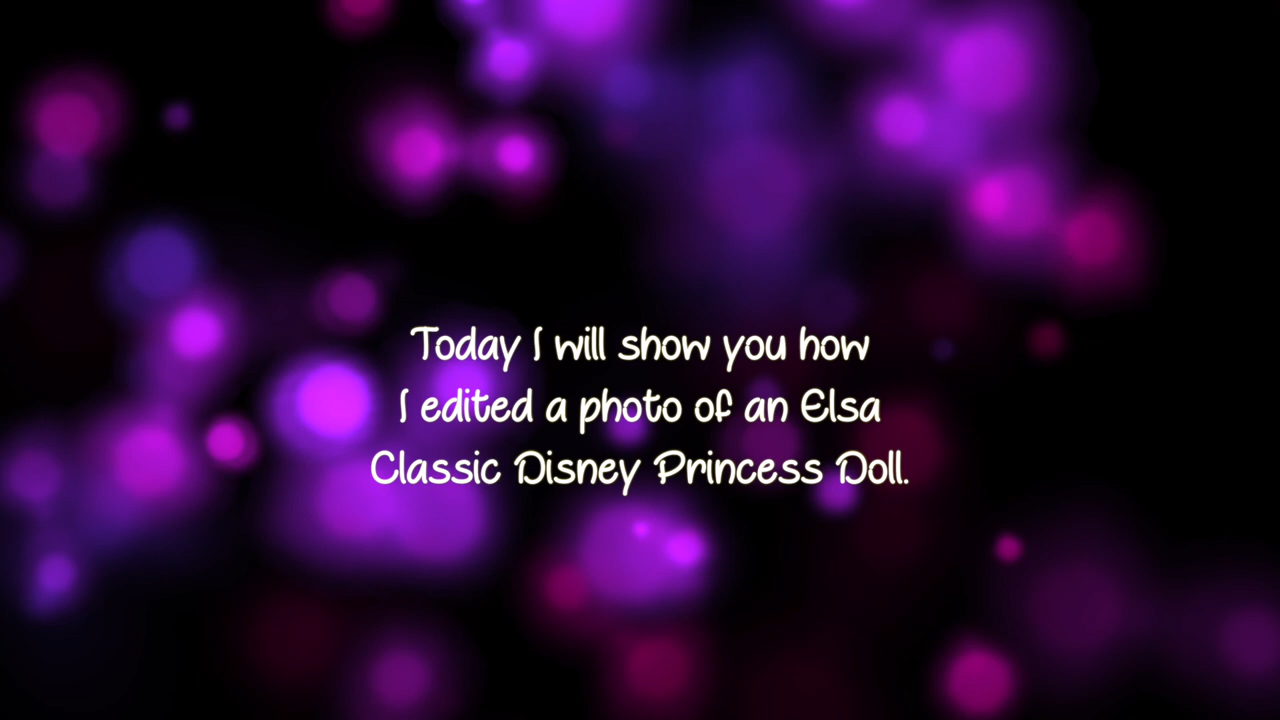 Today I will show you how
I edited a photo of an Elsa
Classic Disney Princess Doll.